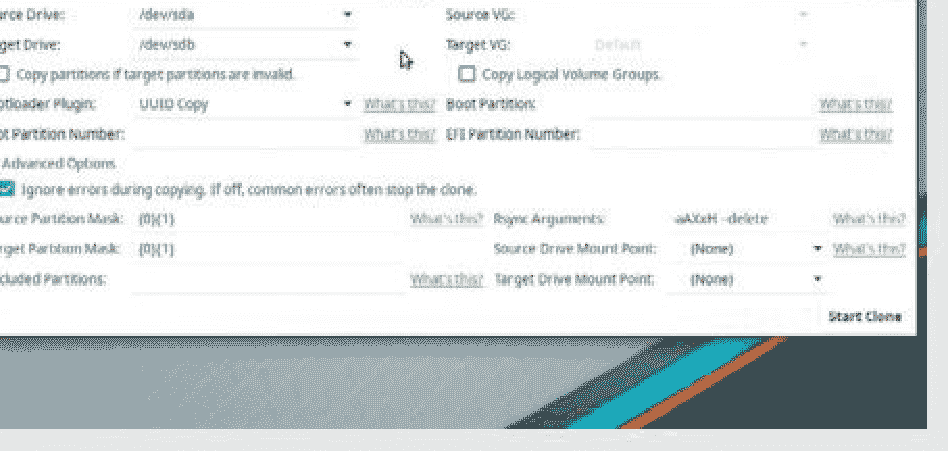 urce Drive: /dev/sda Source VG:
get Drive: /dev/sdb Target VG: Default
Copy partitions if target partitions are invalid. Copy Logical Volume Groups.
otloader Plugin: UUID Copy What's this? Boot Partition: What's this?
ot Partition Number: What's this? EFI Partition Number: What's this?
Advanced Options
Ignore errors during copying. If off, common errors often stop the clone.
urce Partition Mask: {0}{1} What's this? Rsync Arguments: -aAXxH --delete What's this?
rget Partition Mask: {0}{1} Source Drive Mount Point: (None) What's this?
cluded Partitions: What's this? Target Drive Mount Point: (None)
Start Clone